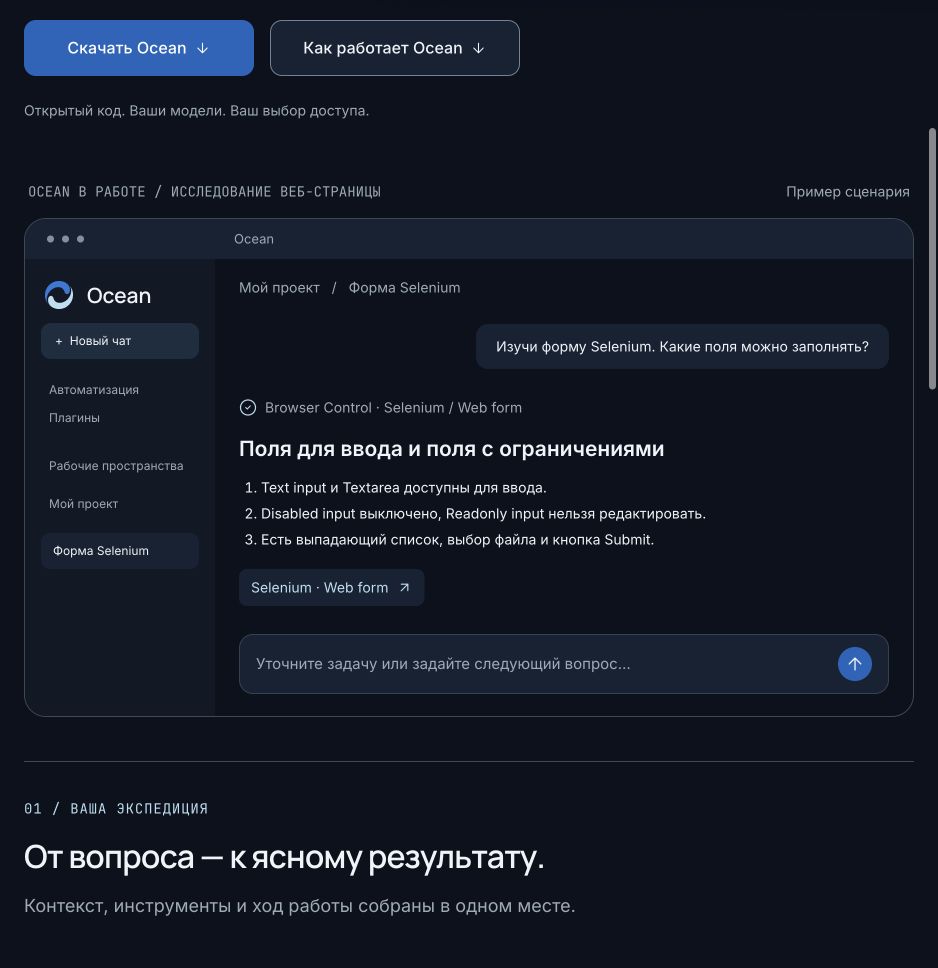 Скачать Ocean ↓
Как работает Ocean ↓
Открытый код. Ваши модели. Ваш выбор доступа.
OCEAN В РАБОТЕ / ИССЛЕДОВАНИЕ ВЕБ-СТРАНИЦЫ
Пример сценария
Ocean
Ocean
+ Новый чат
Автоматизация
Плагины
Рабочие пространства
Мой проект
Форма Selenium
Мой проект / Форма Selenium
Изучи форму Selenium. Какие поля можно заполнять?
Browser Control · Selenium / Web form
Поля для ввода и поля с ограничениями
1. Text input и Textarea доступны для ввода.
2. Disabled input выключено, Readonly input нельзя редактировать.
3. Есть выпадающий список, выбор файла и кнопка Submit.
Selenium · Web form ↗
Уточните задачу или задайте следующий вопрос...
01 / ВАША ЭКСПЕДИЦИЯ
От вопроса — к ясному результату.
Контекст, инструменты и ход работы собраны в одном месте.